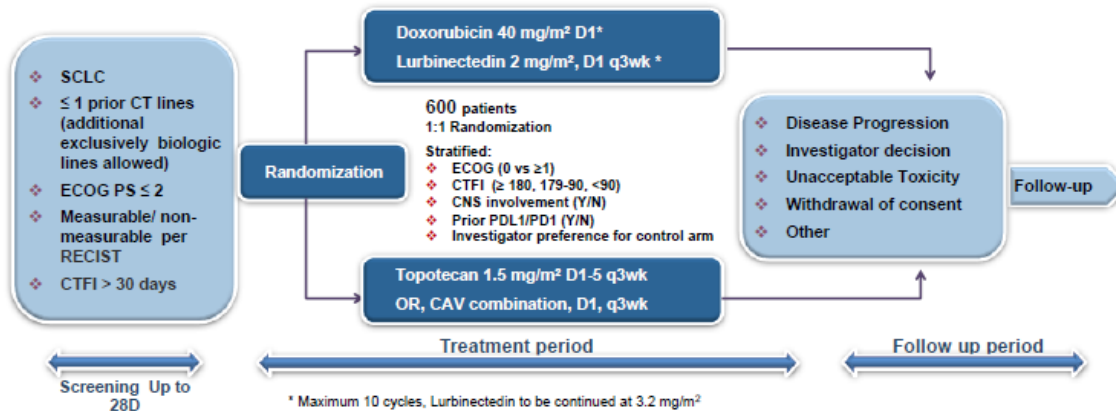 SCLC
≤ 1 prior CT lines
(additional
exclusively biologic
lines allowed)
ECOG PS ≤ 2
Measurable/ non-
measurable per
RECIST
CTFI > 30 days
Randomization
Doxorubicin 40 mg/m² D1*
Lurbinectedin 2 mg/m², D1 q3wk *
600 patients
1:1 Randomization
Stratified:
ECOG (0 vs ≥1)
CTFI (≥ 180, 179-90, <90)
CNS involvement (Y/N)
Prior PDL1/PD1 (Y/N)
Investigator preference for control arm
Topotecan 1.5 mg/m² D1-5 q3wk
OR, CAV combination, D1, q3wk
Disease Progression
Investigator decision
Unacceptable Toxicity
Withdrawal of consent
Other
Follow-up
Screening Up to
28D
Treatment period
Follow up period
* Maximum 10 cycles, Lurbinectedin to be continued at 3.2 mg/m²